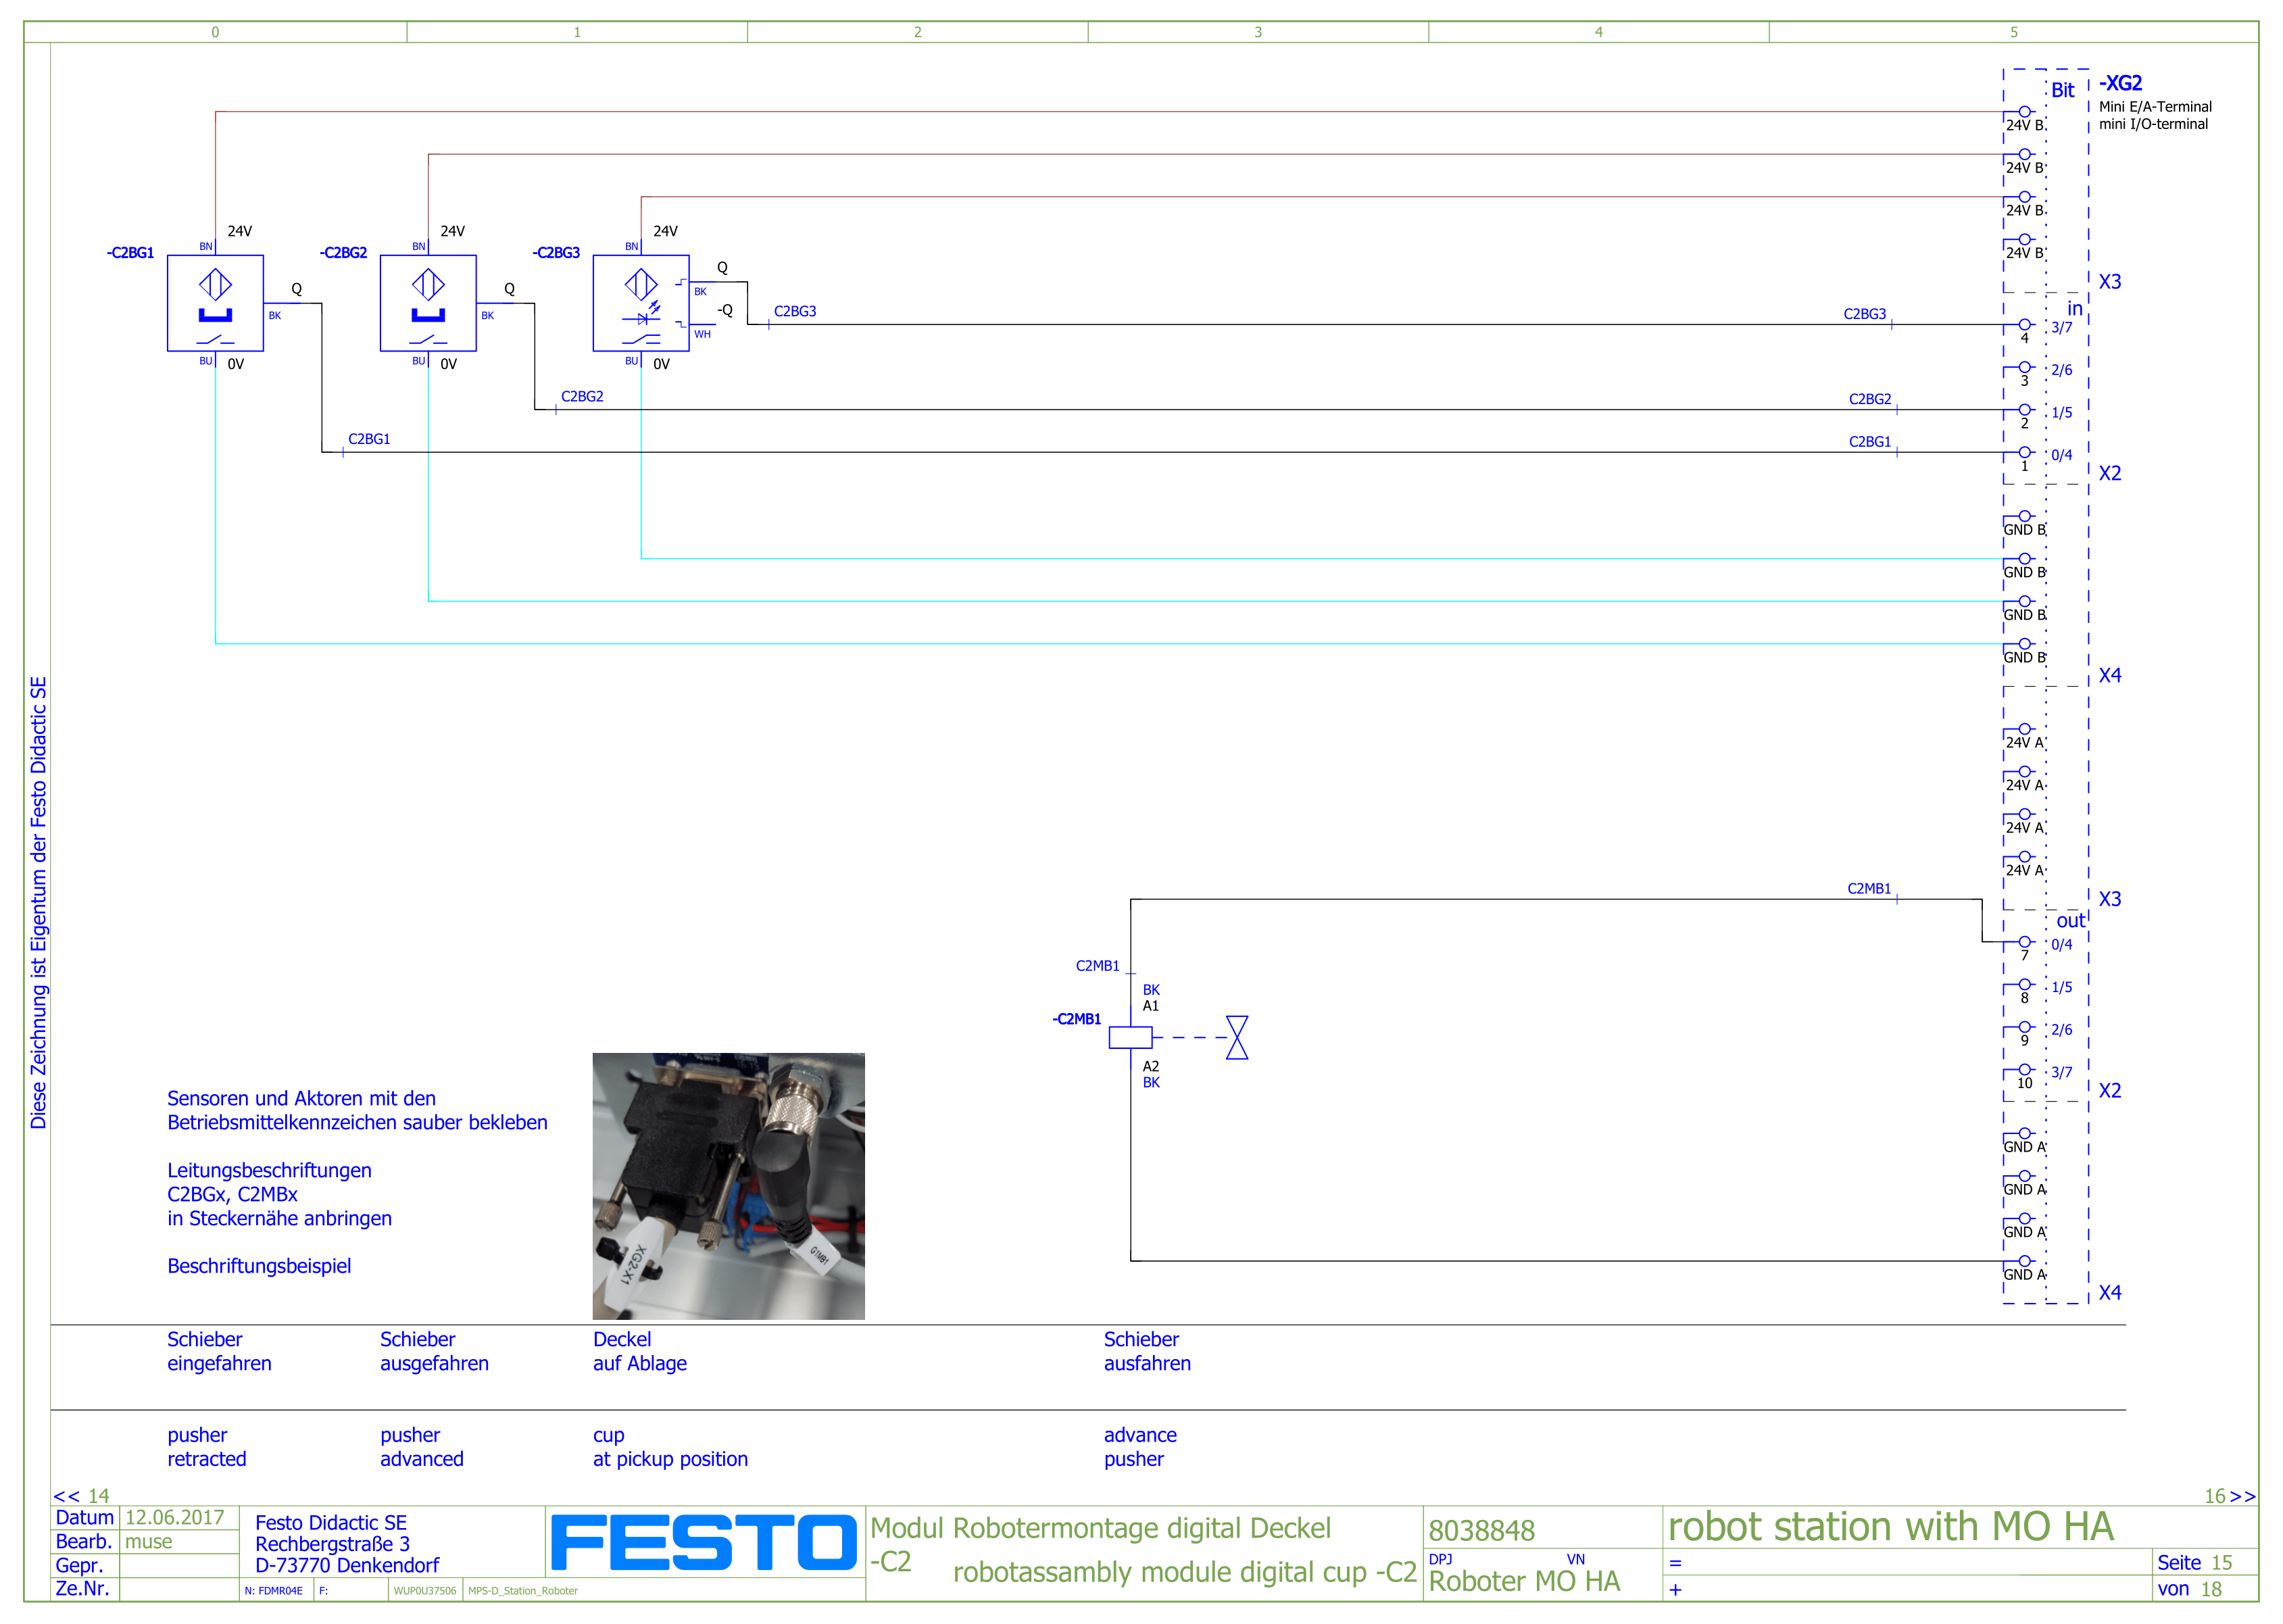 0 1 2 3 4 5
Bit
-XG2
Mini E/A-Terminal
mini I/O-terminal
24V B
24V B
24V B
24V B
X3
24V 24V 24V
-C2BG1 BN -C2BG2 BN -C2BG3 BN
Q
BK
-Q
WH
Q
BK
Q
BK
BU 0V BU 0V BU 0V
in
C2BG3 C2BG3 3/7
4
2/6
3
C2BG2 C2BG2 1/5
2
C2BG1 C2BG1 0/4
1
X2
GND B
GND B
GND B
GND B
X4
24V A
24V A
24V A
24V A
X3
C2MB1
out
0/4
7
1/5
8
2/6
9
3/7
10
X2
C2MB1
BK
A1
-C2MB1
A2
BK
GND A
GND A
GND A
GND A
X4
Diese Zeichnung ist Eigentum der Festo Didactic SE
Sensoren und Aktoren mit den
Betriebsmittelkennzeichen sauber bekleben
Leitungsbeschriftungen
C2BGx, C2MBx
in Steckernähe anbringen
Beschriftungsbeispiel
XG2-X1
G1MB1
Schieber Schieber Deckel Schieber
eingefahren ausgefahren auf Ablage ausfahren
pusher pusher cup advance
retracted advanced at pickup position pusher
<< 14 16 >>
Datum 12.06.2017
Bearb. muse
Gepr.
Ze.Nr.
Festo Didactic SE
Rechbergstraße 3
D-73770 Denkendorf
N: FDMR04E F: WUP0U37506 MPS-D_Station_Roboter
FESTO
Modul Robotermontage digital Deckel
-C2
robotassambly module digital cup -C2
8038848
DPJ VN
Roboter MO HA
robot station with MO HA
=
+
Seite 15
von 18